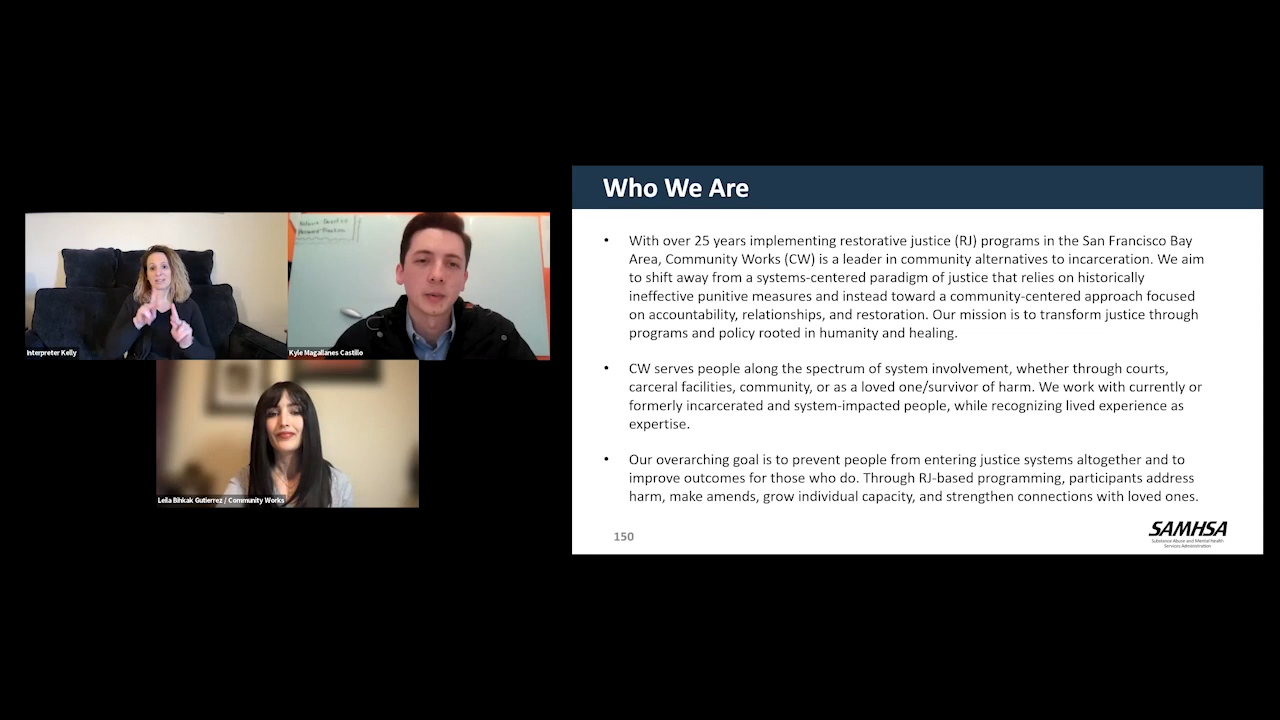 Interpreter Kelly
Kyle Magallanes Castillo
Leila Bihkak Gutierrez / Community Works
Who We Are
• With over 25 years implementing restorative justice (RJ) programs in the San Francisco Bay
Area, Community Works (CW) is a leader in community alternatives to incarceration. We aim
to shift away from a systems-centered paradigm of justice that relies on historically
ineffective punitive measures and instead toward a community-centered approach focused
on accountability, relationships, and restoration. Our mission is to transform justice through
programs and policy rooted in humanity and healing.
• CW serves people along the spectrum of system involvement, whether through courts,
carceral facilities, community, or as a loved one/survivor of harm. We work with currently or
formerly incarcerated and system-impacted people, while recognizing lived experience as
expertise.
• Our overarching goal is to prevent people from entering justice systems altogether and to
improve outcomes for those who do. Through RJ-based programming, participants address
harm, make amends, grow individual capacity, and strengthen connections with loved ones.
150
SAMHSA
Substance Abuse and Mental Health
Services Administration